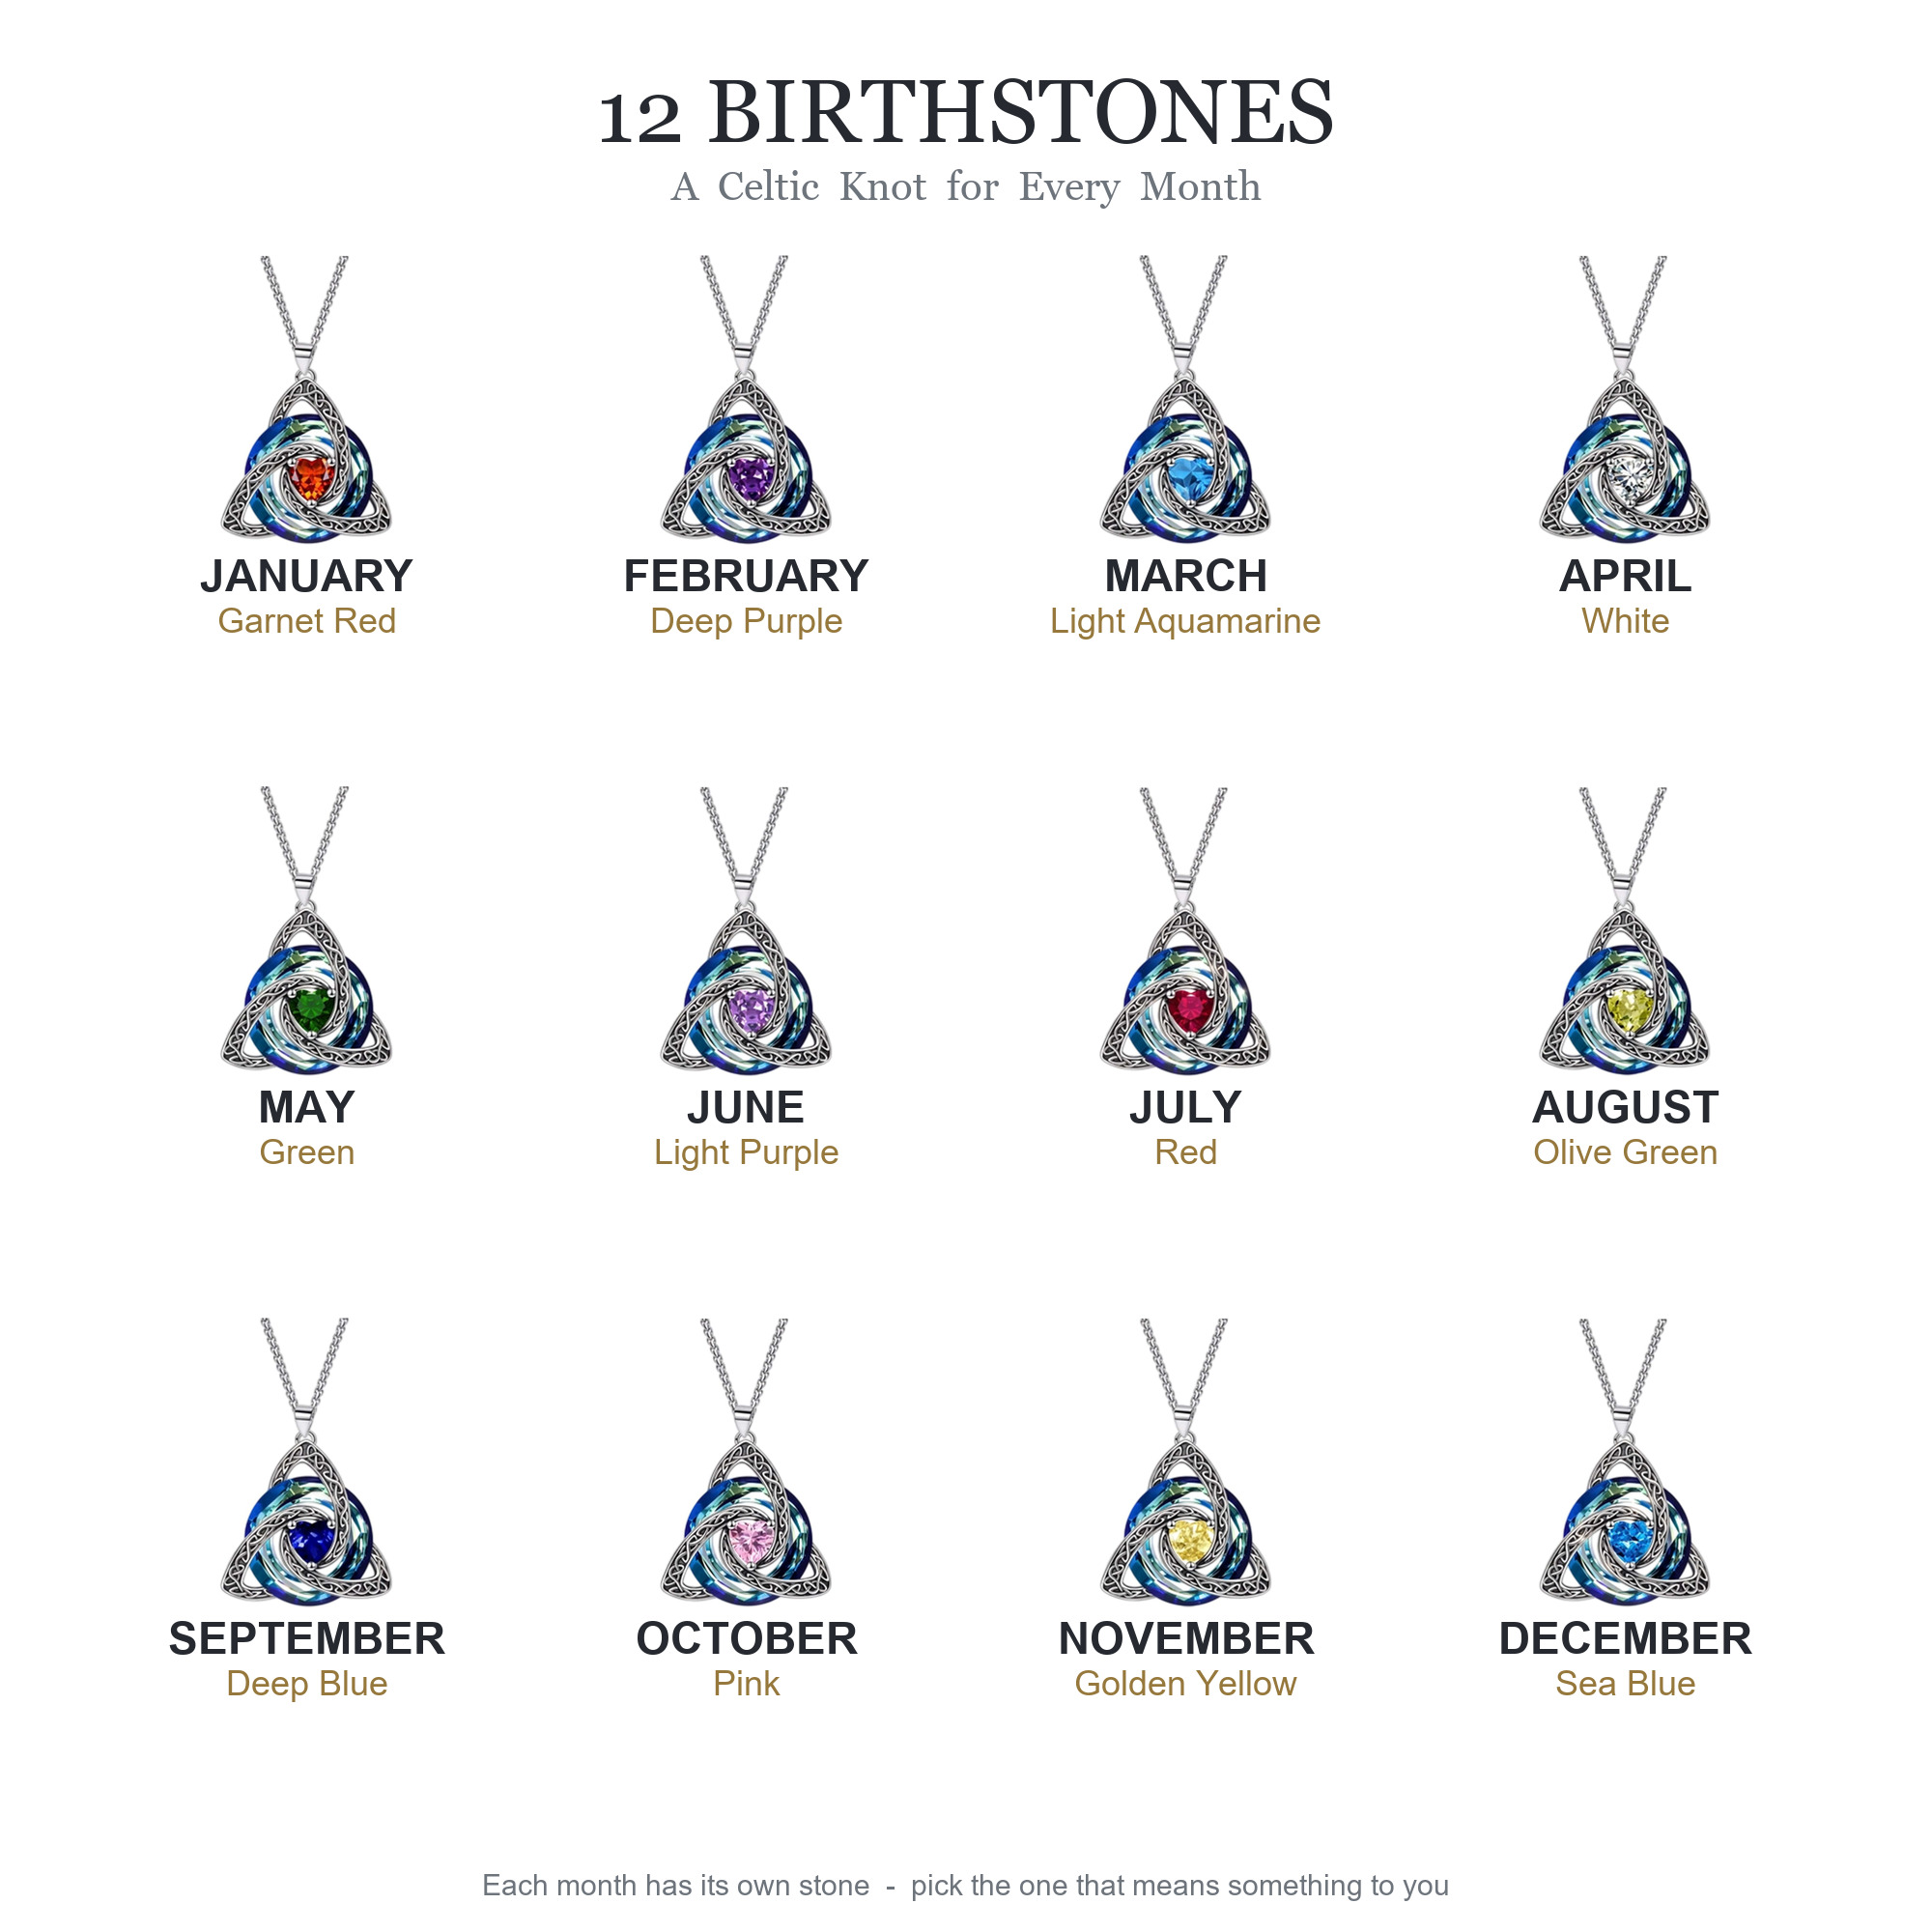 12 BIRTHSTONES
A Celtic Knot for Every Month
JANUARY
Garnet Red
FEBRUARY
Deep Purple
MARCH
Light Aquamarine
APRIL
White
MAY
Green
JUNE
Light Purple
JULY
Red
AUGUST
Olive Green
SEPTEMBER
Deep Blue
OCTOBER
Pink
NOVEMBER
Golden Yellow
DECEMBER
Sea Blue
Each month has its own stone - pick the one that means something to you